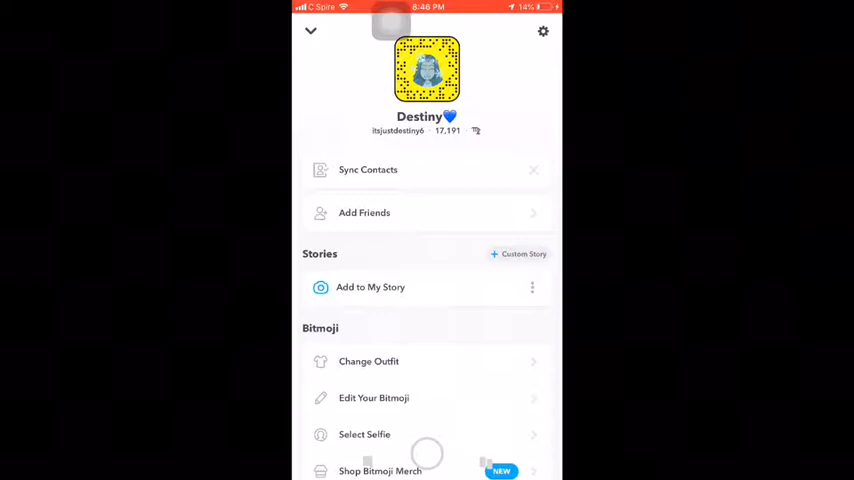 C Spire 8:46 PM 14%
Destiny💙
itsjustdestiny6 · 17,191 · ♑
Sync Contacts
Add Friends
Stories + Custom Story
Add to My Story
Bitmoji
Change Outfit
Edit Your Bitmoji
Select Selfie
Shop Bitmoji Merch NEW